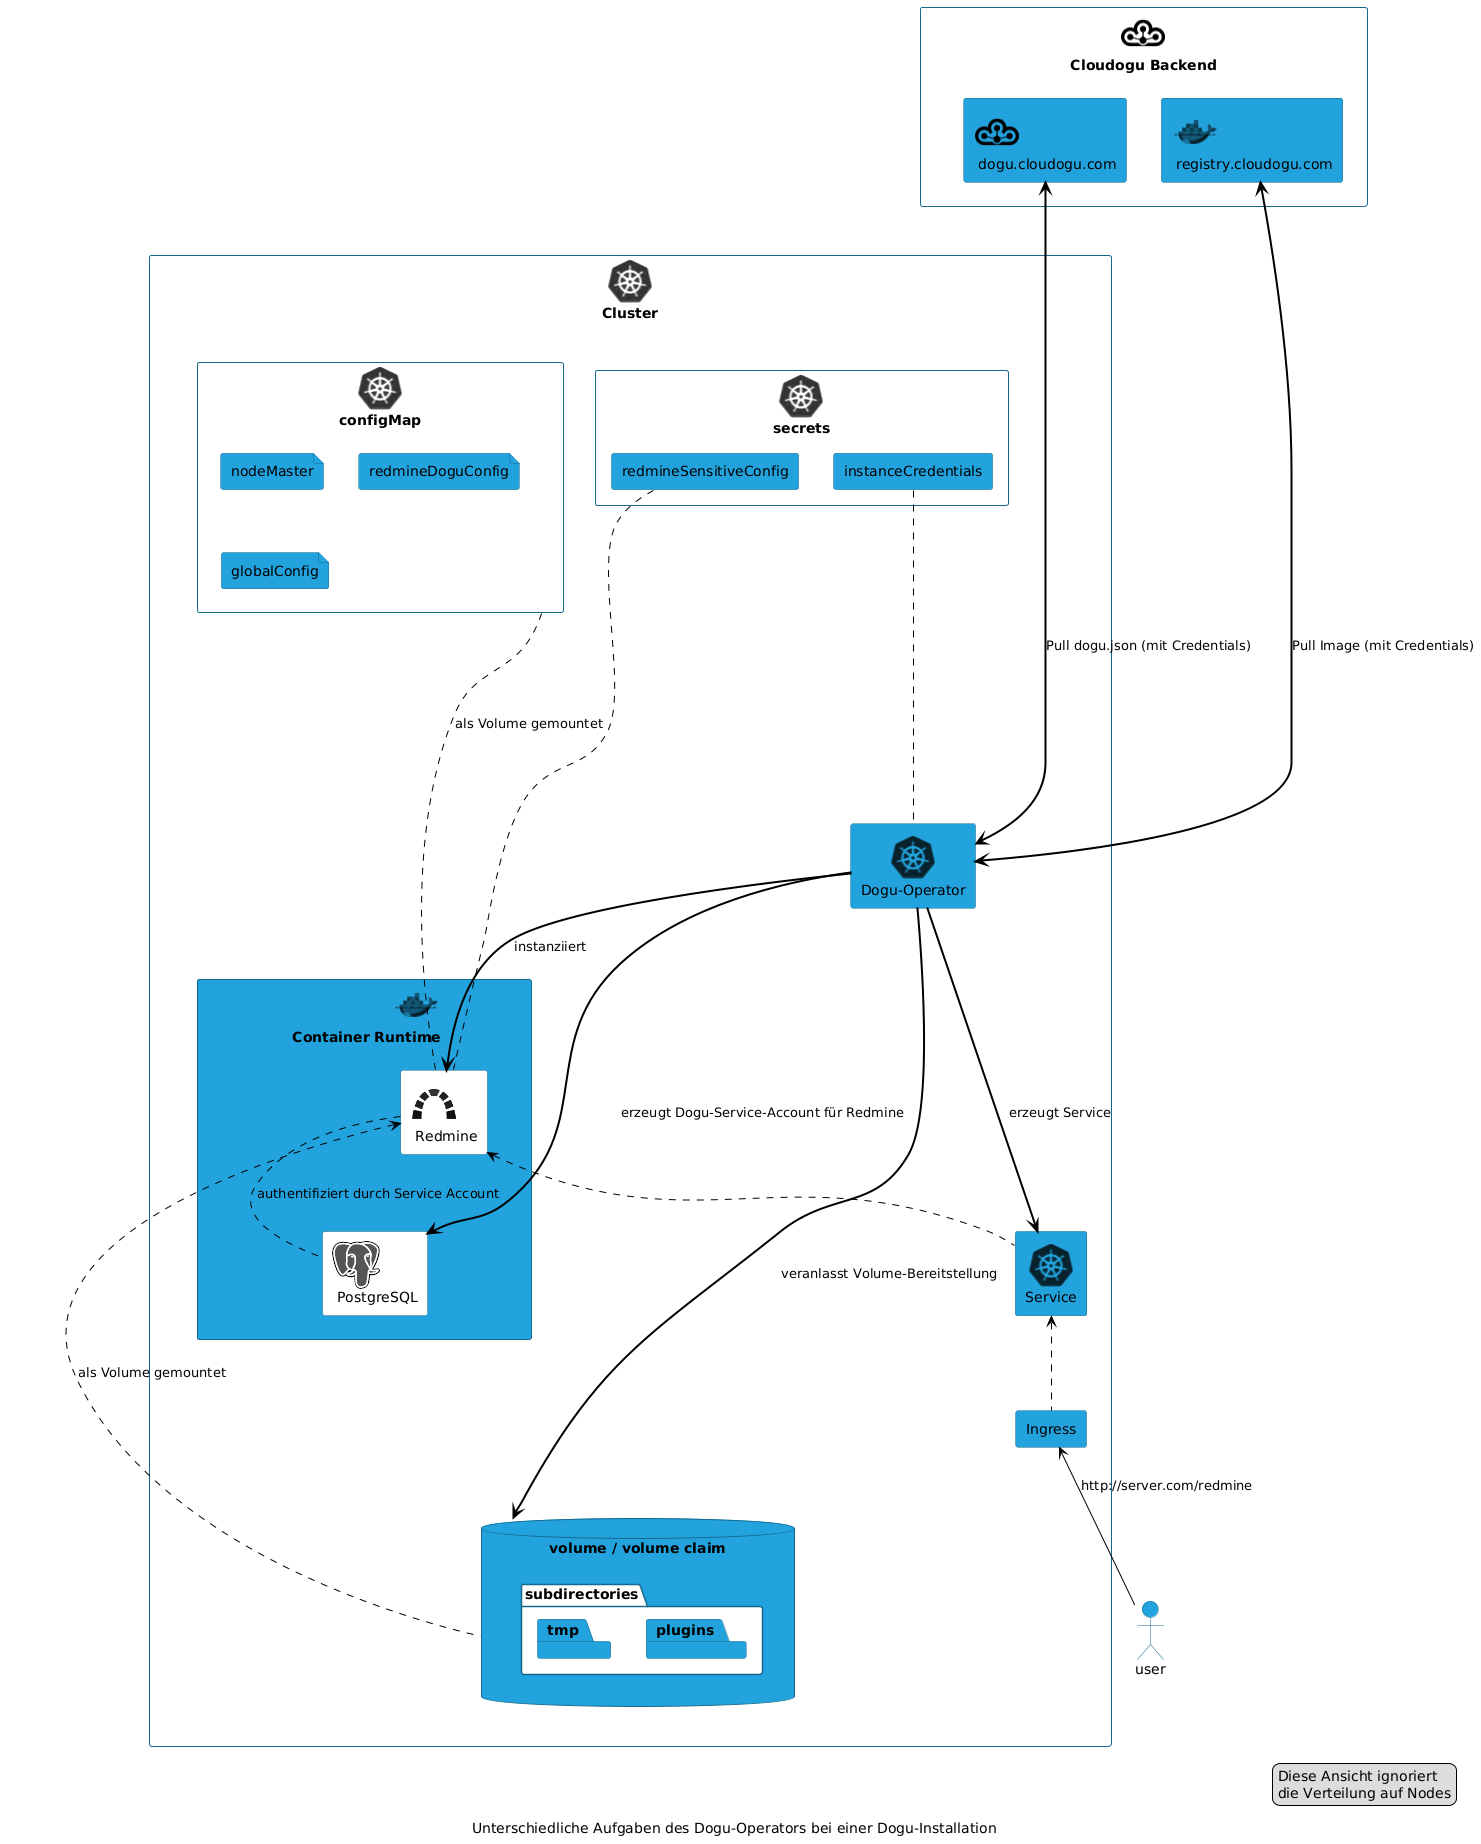 Cloudogu Backend
dogu.cloudogu.com
registry.cloudogu.com
Cluster
configMap
nodeMaster
redmineDoguConfig
globalConfig
secrets
redmineSensitiveConfig
instanceCredentials
Pull dogu.json (mit Credentials)
Pull Image (mit Credentials)
als Volume gemountet
Dogu-Operator
instanziiert
Container Runtime
Redmine
erzeugt Dogu-Service-Account für Redmine
erzeugt Service
authentifiziert durch Service Account
PostgreSQL
veranlasst Volume-Bereitstellung
Service
als Volume gemountet
Ingress
http://server.com/redmine
volume / volume claim
subdirectories
tmp
plugins
user
Diese Ansicht ignoriert
die Verteilung auf Nodes
Unterschiedliche Aufgaben des Dogu-Operators bei einer Dogu-Installation